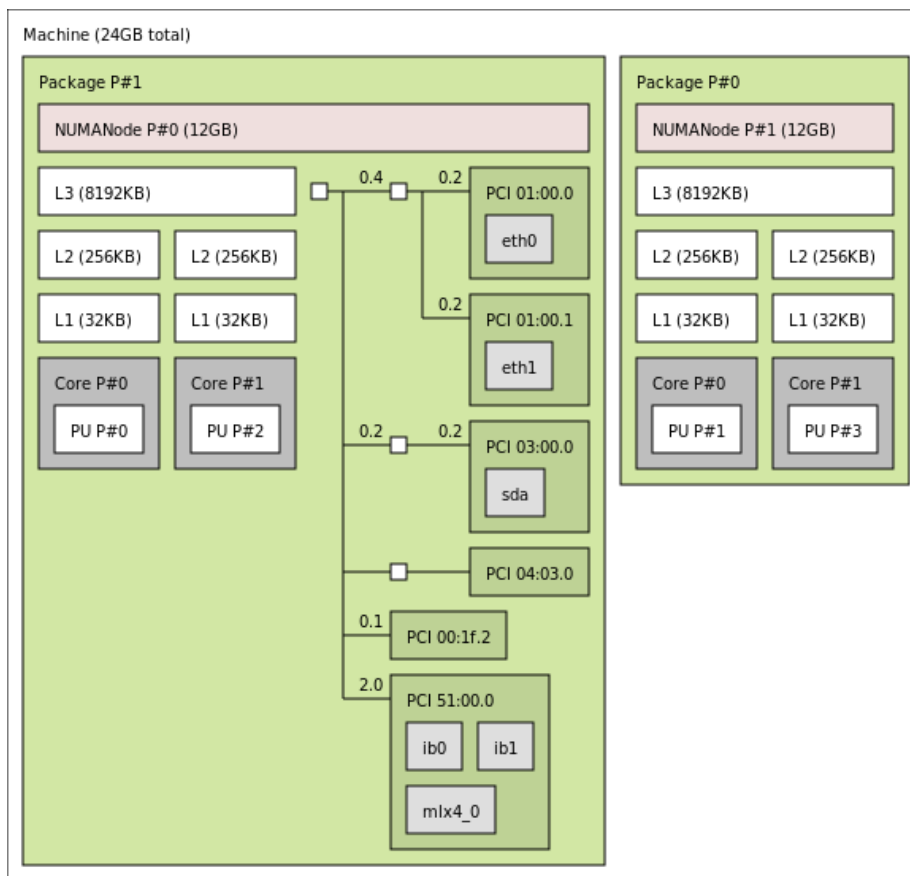 Machine (24GB total)
Package P#1
NUMANode P#0 (12GB)
L3 (8192KB)
L2 (256KB) L2 (256KB)
L1 (32KB) L1 (32KB)
Core P#0 Core P#1
PU P#0 PU P#2
0.4 0.2
PCI 01:00.0
eth0
0.2
PCI 01:00.1
eth1
0.2 0.2
PCI 03:00.0
sda
PCI 04:03.0
0.1
PCI 00:1f.2
2.0
PCI 51:00.0
ib0 ib1
mlx4_0
Package P#0
NUMANode P#1 (12GB)
L3 (8192KB)
L2 (256KB) L2 (256KB)
L1 (32KB) L1 (32KB)
Core P#0 Core P#1
PU P#1 PU P#3